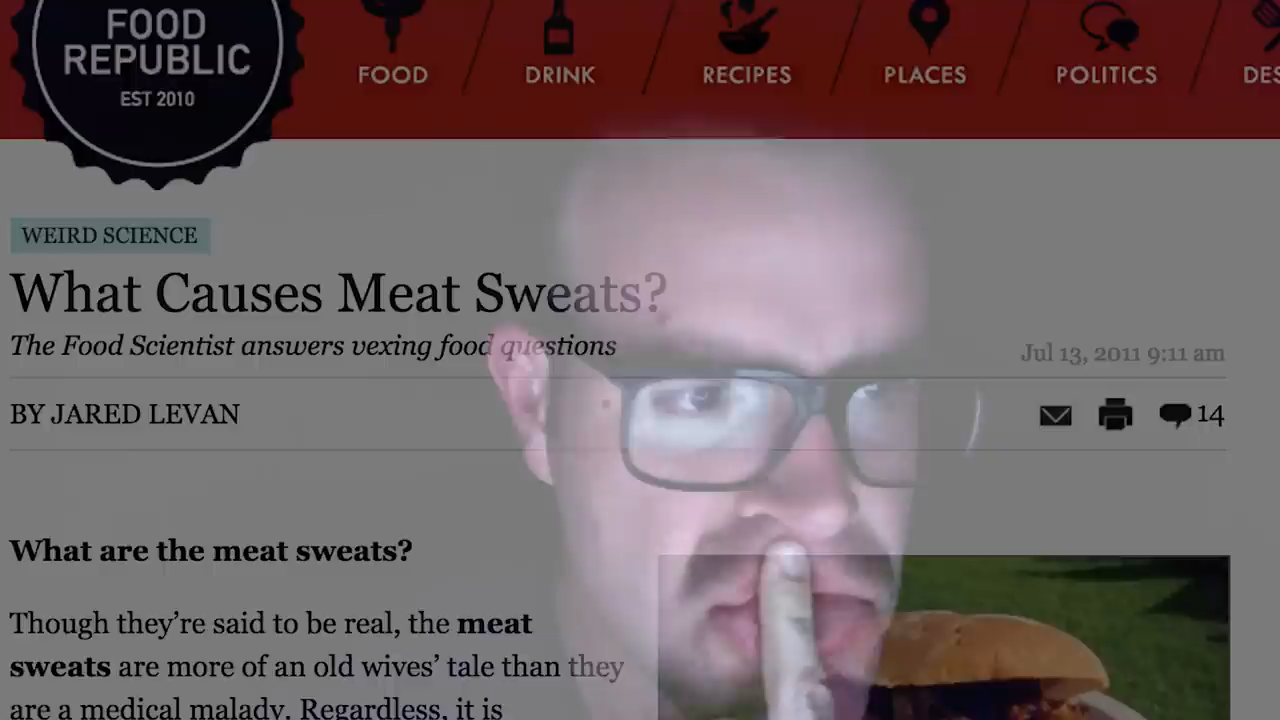 FOOD
REPUBLIC
EST 2010
FOOD
DRINK
RECIPES
PLACES
POLITICS
DES
WEIRD SCIENCE
What Causes Meat Sweats?
The Food Scientist answers vexing food questions
Jul 13, 2011 9:11 am
BY JARED LEVAN
14
What are the meat sweats?
Though they're said to be real, the meat
sweats are more of an old wives' tale than they
are a medical malady. Regardless, it is